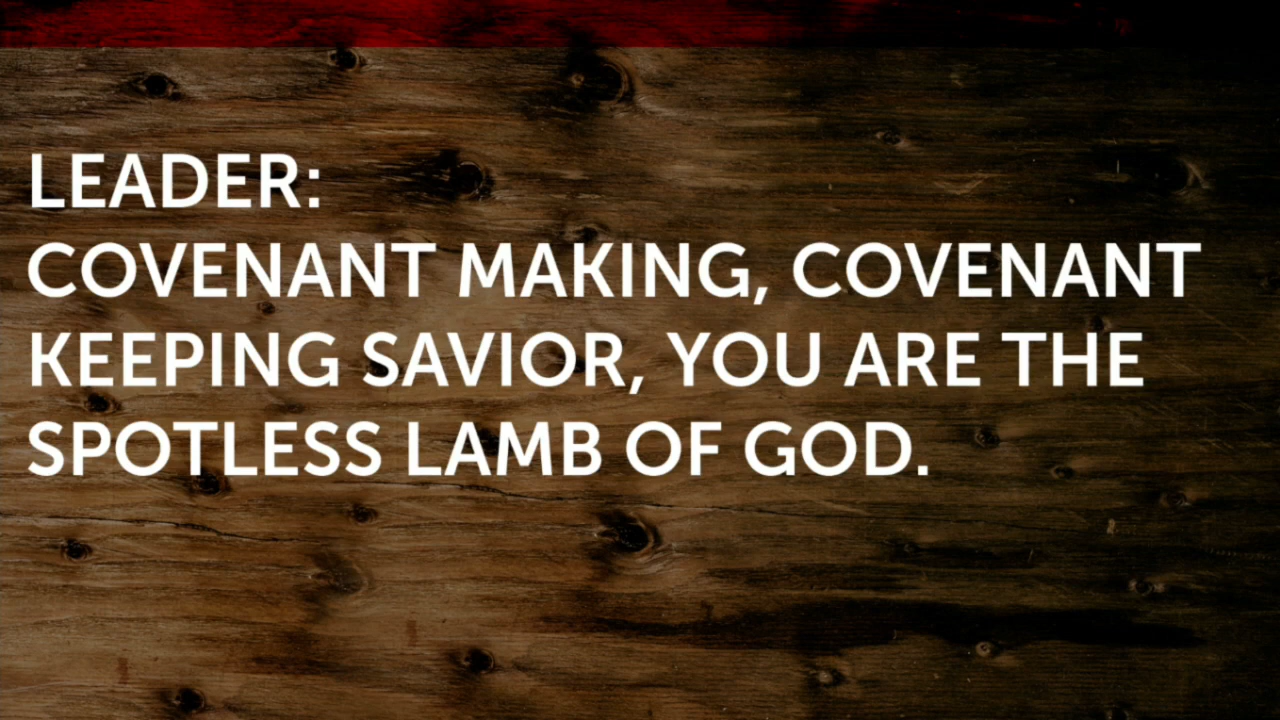 LEADER:
COVENANT MAKING, COVENANT
KEEPING SAVIOR, YOU ARE THE
SPOTLESS LAMB OF GOD.